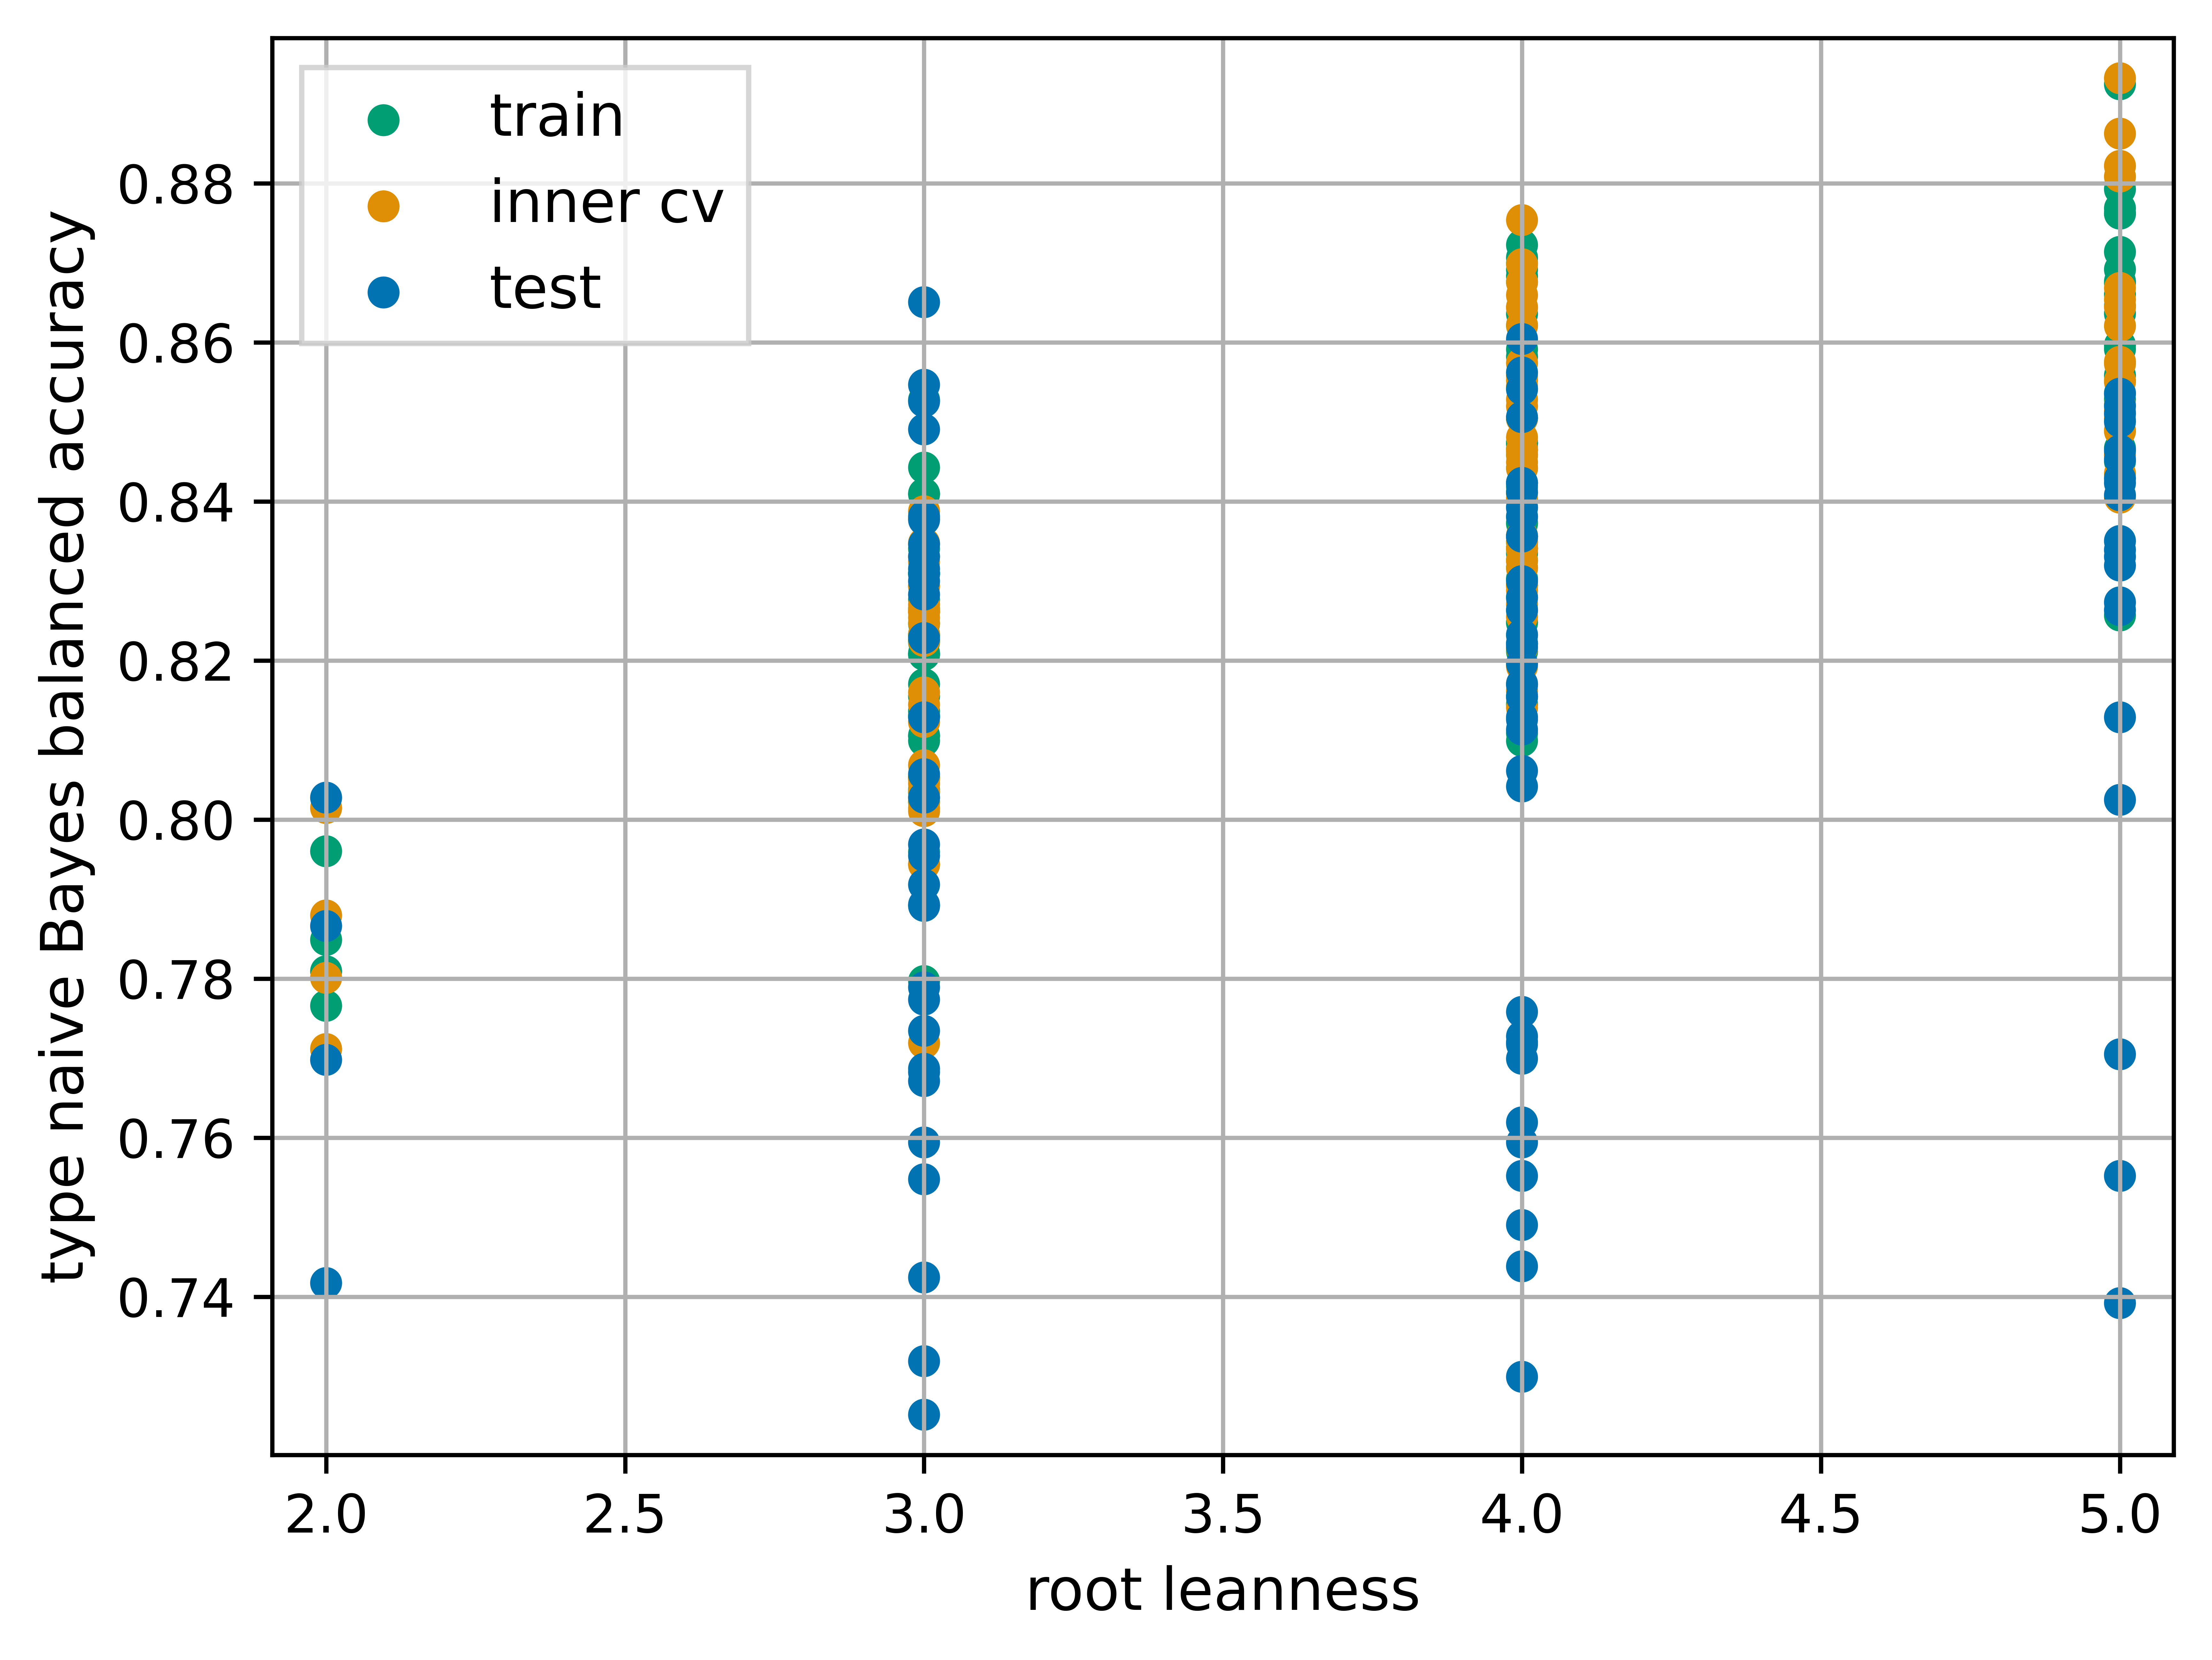 train
inner cv
test
0.88
0.86
0.84
0.82
0.80
0.78
0.76
0.74
type naive Bayes balanced accuracy
2.0 2.5 3.0 3.5 4.0 4.5 5.0
root leanness